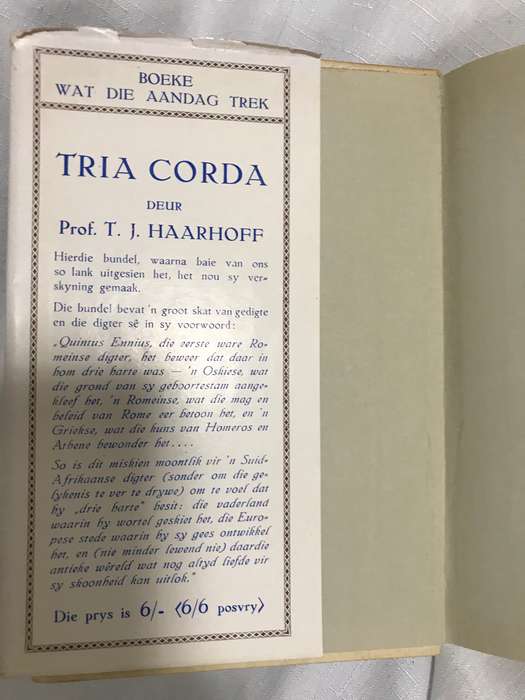 BOEKE
WAT DIE AANDAG TREK
TRIA CORDA
DEUR
Prof. T. J. HAARHOFF
Hierdie bundel, waarna baie van ons
so lank uitgesien het, het nou sy ver-
skyning gemaak.
Die bundel bevat 'n groot skat van gedigte
en die digter sê in sy voorwoord:
„Quintus Ennius, die eerste ware Ro-
meinse digter, het beweer dat daar in
hom drie harte was — 'n Oskiese, wat
die grond van sy geboortestam aange-
kleef het, 'n Romeinse, wat die mag en
beleid van Rome eer betoon het, en 'n
Griekse, wat die kuns van Homeros en
Athene bewonder het....
So is dit miskien moontlik vir 'n Suid-
Afrikaanse digter (sonder om die ge-
lykenis te ver te drywe) om te voel dat
hy „drie harte" besit: die vaderland
waarin hy wortel geskiet het, die Euro-
pese stede waarin hy sy gees ontwikkel
het, en (nie minder lewend nie) daardie
antieke wêreld wat nog altyd liefde vir
sy skoonheid kan uitlok."
Die prys is 6/- (6/6 posvry)